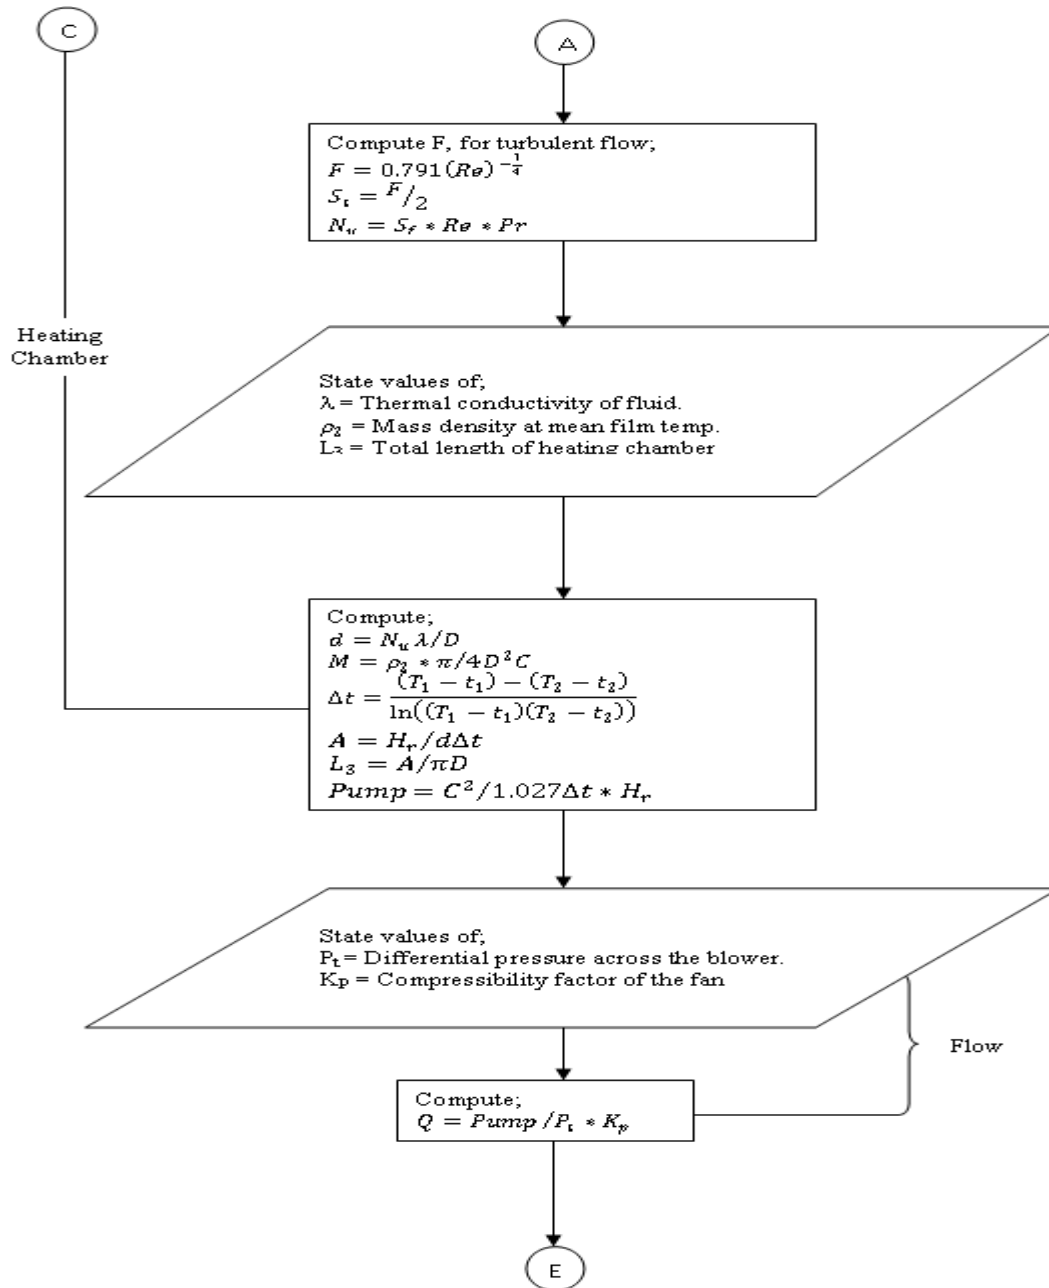 C
A
Compute F, for turbulent flow;
F = 0.791(Re)^{-1/4}
S_t = F/2
N_u = S_t * Re * Pr
Heating
Chamber
State values of;
λ = Thermal conductivity of fluid.
ρ_2 = Mass density at mean film temp.
L_3 = Total length of heating chamber
Compute;
d = N_u λ/D
M = ρ_2 * π/4 D^2 C
Δt = \frac{(T_1 − t_1) − (T_2 − t_2)}{ln((T_1 − t_1)(T_2 − t_2))}
A = H_r/dΔt
L_3 = A/πD
Pump = C^2/1.027Δt * H_r
State values of;
P_t = Differential pressure across the blower.
K_P = Compressibility factor of the fan
Flow
Compute;
Q = Pump/P_t * K_p
E